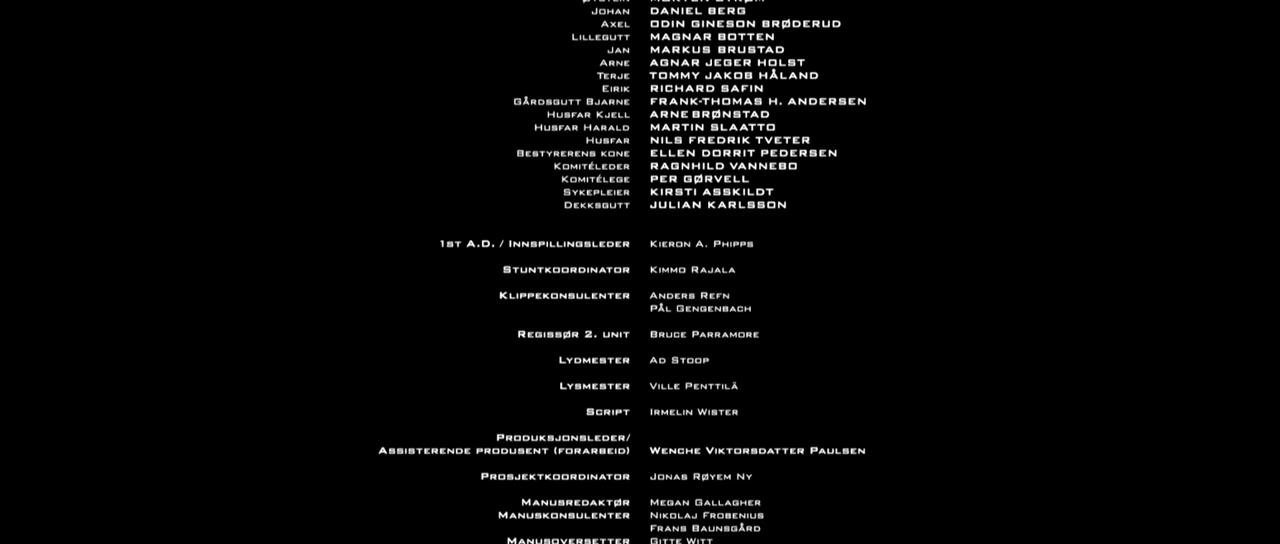 JOHAN DANIEL BERG
AXEL ODIN GINESON BRØDERUD
LILLEGUTT MAGNAR BOTTEN
JAN MARKUS BRUSTAD
ARNE AGNAR JEGER HOLST
TERJE TOMMY JAKOB HÅLAND
EIRIK RICHARD SAFIN
GÅRDSGUTT BJARNE FRANK-THOMAS H. ANDERSEN
HUSFAR KJELL ARNE BRØNSTAD
HUSFAR HARALD MARTIN SLAATTO
HUSFAR NILS FREDRIK TVETER
BESTYRERENS KONE ELLEN DORRIT PEDERSEN
KOMITÉLEDER RAGNHILD VANNEBO
KOMITÉLEGE PER GØRVELL
SYKEPLEIER KIRSTI ASSKILDT
DEKKSGUTT JULIAN KARLSSON
1ST A.D. / INNSPILLINGSLEDER KIERON A. PHIPPS
STUNTKOORDINATOR KIMMO RAJALA
KLIPPEKONSULENTER ANDERS REFN
PÅL GENGENBACH
REGISSØR 2. UNIT BRUCE PARRAMORE
LYDMESTER AD STOOP
LYSMESTER VILLE PENTTILÄ
SCRIPT IRMELIN WISTER
PRODUKSJONSLEDER/
ASSISTERENDE PRODUSENT (FORARBEID) WENCHE VIKTORSDATTER PAULSEN
PROSJEKTKOORDINATOR JONAS RØYEM NY
MANUSREDAKTØR MEGAN GALLAGHER
MANUSKONSULENTER NIKOLAJ FROBENIUS
FRANS BAUNSGÅRD
MANUSOVERSETTER GITTE WITT